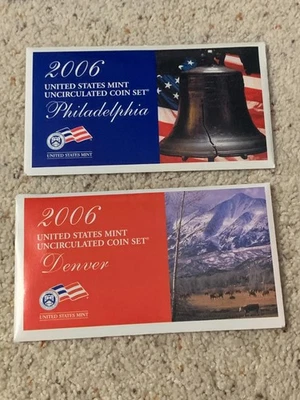 2006
UNITED STATES MINT
UNCIRCULATED COIN SET®
Philadelphia
UNITED STATES MINT
2006
UNITED STATES MINT
UNCIRCULATED COIN SET®
Denver
UNITED STATES MINT